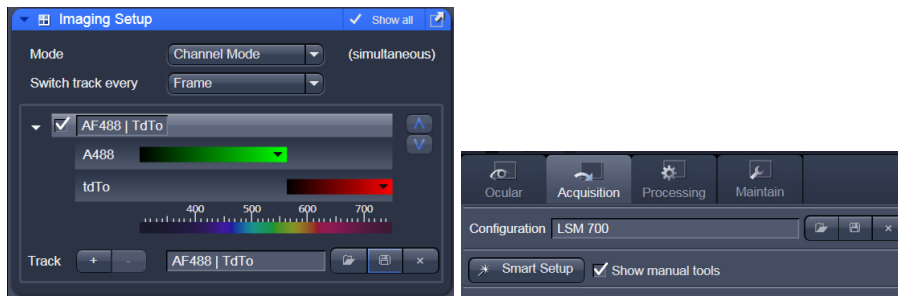 Imaging Setup Show all
Mode Channel Mode (simultaneous)
Switch track every Frame
AF488 | TdTo
A488
tdTo
400 500 600 700
Track + - AF488 | TdTo ×
Ocular Acquisition Processing Maintain
Configuration LSM 700 ×
Smart Setup Show manual tools